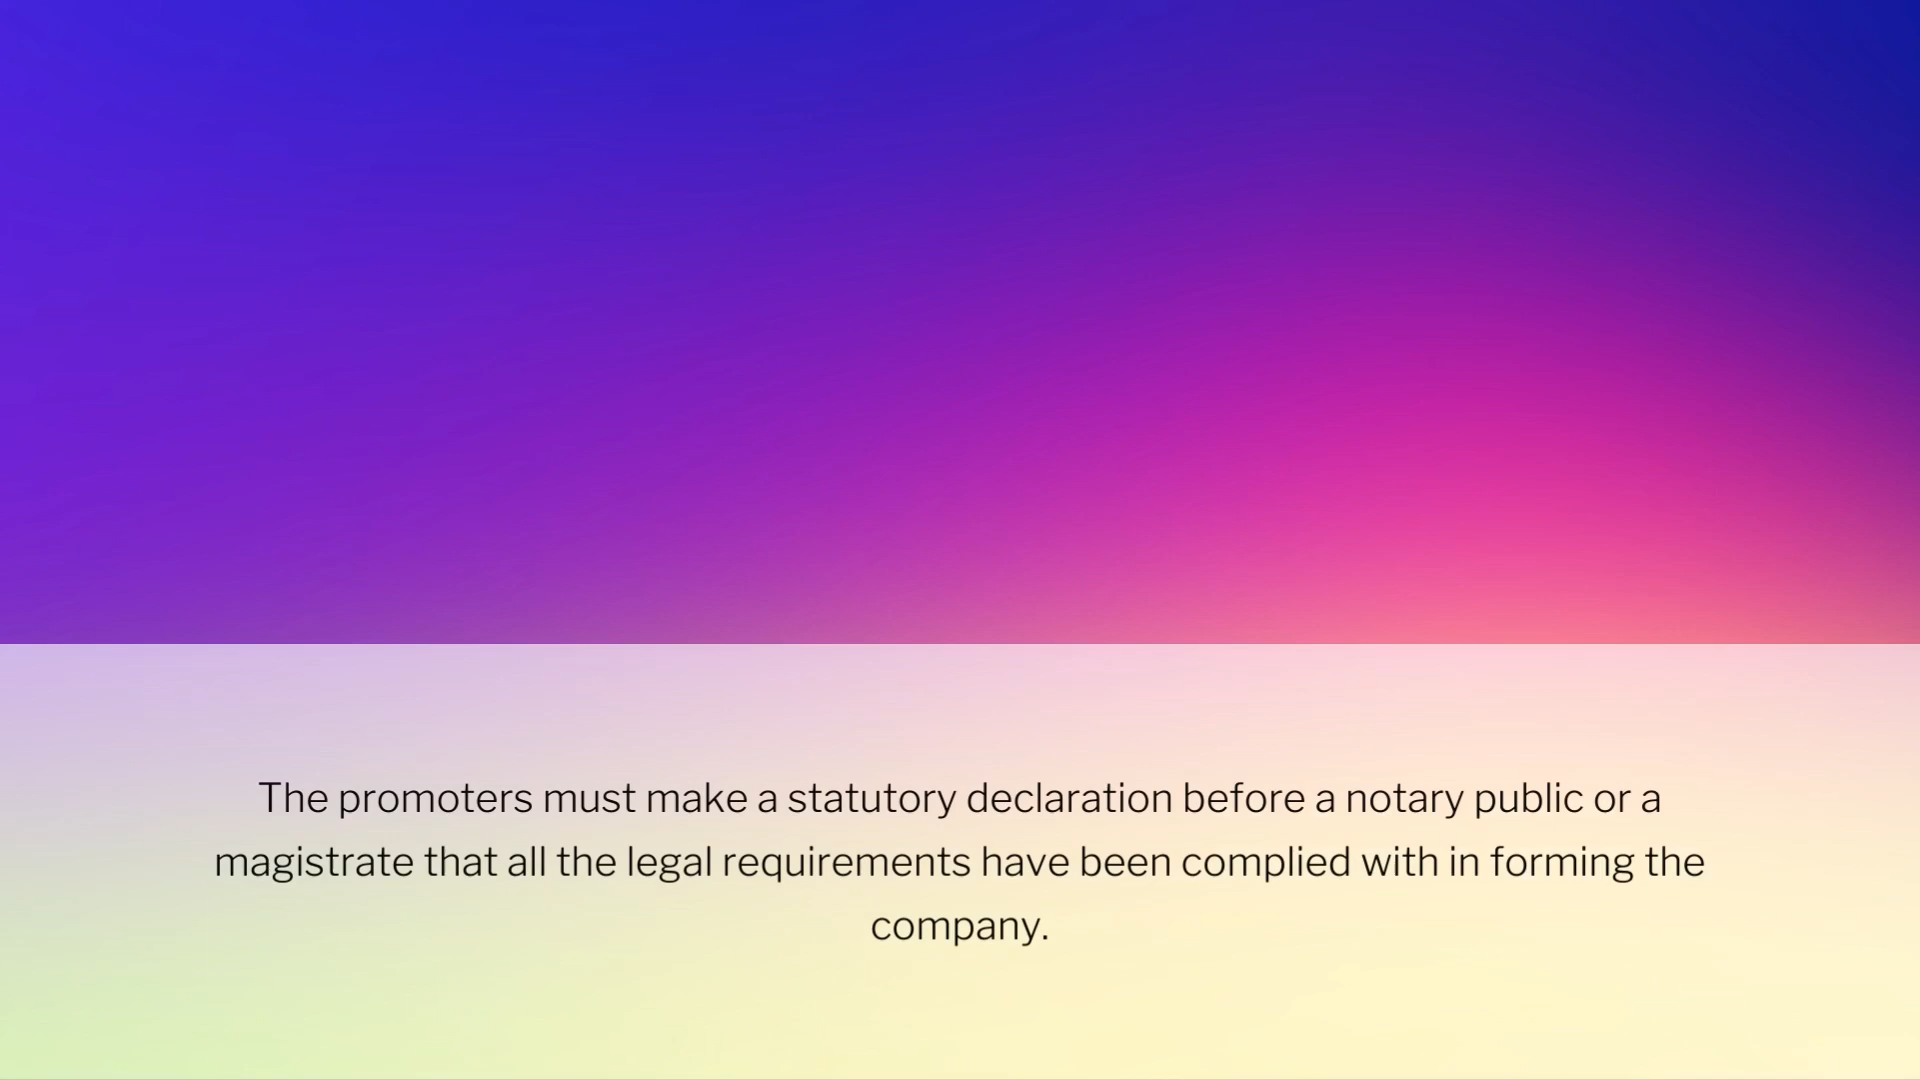 The promoters must make a statutory declaration before a notary public or a
magistrate that all the legal requirements have been complied with in forming the
company.